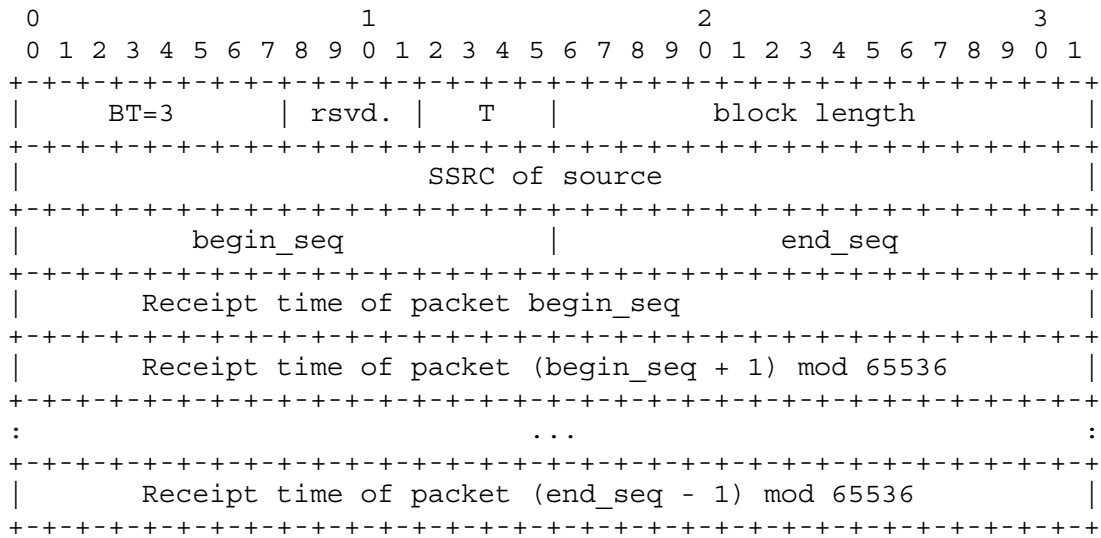 0                   1                   2                   3
 0 1 2 3 4 5 6 7 8 9 0 1 2 3 4 5 6 7 8 9 0 1 2 3 4 5 6 7 8 9 0 1
+-+-+-+-+-+-+-+-+-+-+-+-+-+-+-+-+-+-+-+-+-+-+-+-+-+-+-+-+-+-+-+-+
|     BT=3      | rsvd. |   T   |         block length          |
+-+-+-+-+-+-+-+-+-+-+-+-+-+-+-+-+-+-+-+-+-+-+-+-+-+-+-+-+-+-+-+-+
|                        SSRC of source                         |
+-+-+-+-+-+-+-+-+-+-+-+-+-+-+-+-+-+-+-+-+-+-+-+-+-+-+-+-+-+-+-+-+
|          begin_seq            |             end_seq           |
+-+-+-+-+-+-+-+-+-+-+-+-+-+-+-+-+-+-+-+-+-+-+-+-+-+-+-+-+-+-+-+-+
|       Receipt time of packet begin_seq                        |
+-+-+-+-+-+-+-+-+-+-+-+-+-+-+-+-+-+-+-+-+-+-+-+-+-+-+-+-+-+-+-+-+
|       Receipt time of packet (begin_seq + 1) mod 65536        |
+-+-+-+-+-+-+-+-+-+-+-+-+-+-+-+-+-+-+-+-+-+-+-+-+-+-+-+-+-+-+-+-+
:                              ...                              :
+-+-+-+-+-+-+-+-+-+-+-+-+-+-+-+-+-+-+-+-+-+-+-+-+-+-+-+-+-+-+-+-+
|       Receipt time of packet (end_seq - 1) mod 65536          |
+-+-+-+-+-+-+-+-+-+-+-+-+-+-+-+-+-+-+-+-+-+-+-+-+-+-+-+-+-+-+-+-+